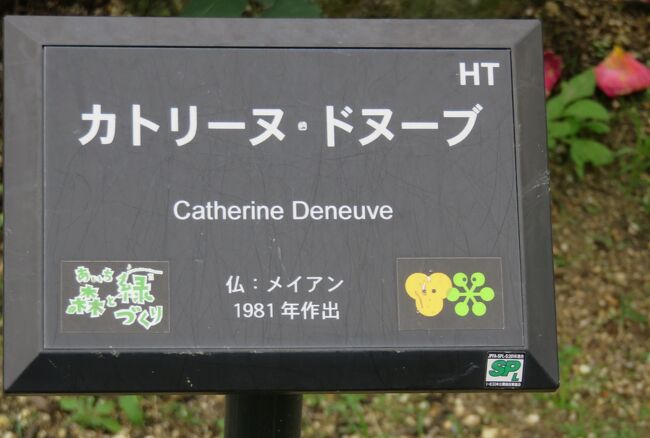 HT
カトリーヌ・ドヌーブ
Catherine Deneuve
あいち
森と緑
づくり
仏：メイアン
1981年作出
SPL